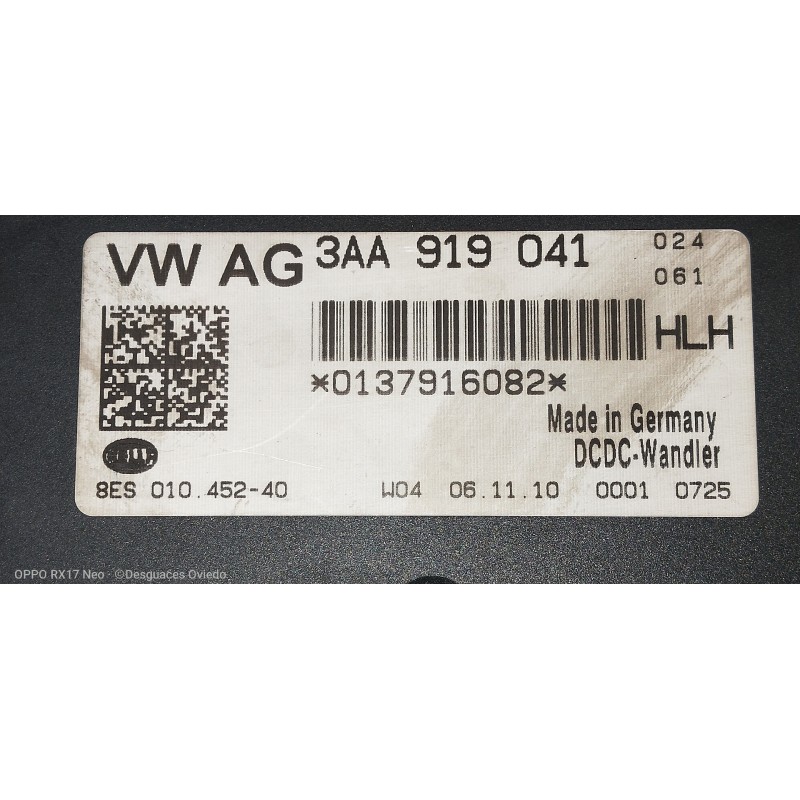 VW AG 3AA 919 041 024
061
HLH
*0137916082*
Made in Germany
DCDC-Wandler
HELLA
8ES 010.452-40 W04 06.11.10 0001 0725
OPPO RX17 Neo - ©Desguaces Oviedo